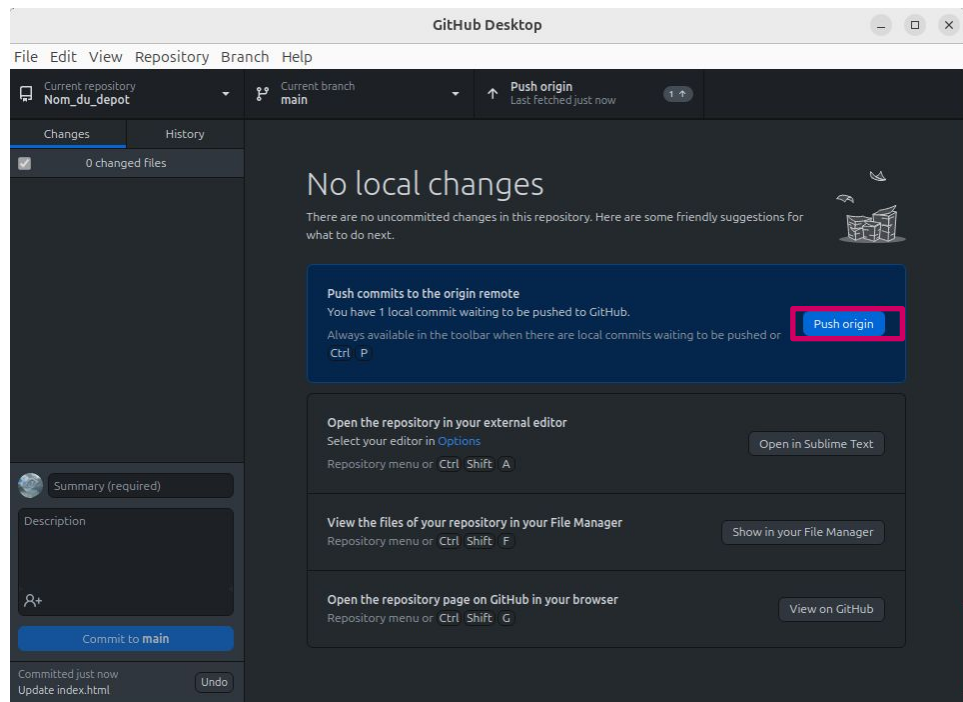 GitHub Desktop
File Edit View Repository Branch Help
Current repository
Nom_du_depot
Current branch
main
Push origin
Last fetched just now
1
Changes History
0 changed files
No local changes
There are no uncommitted changes in this repository. Here are some friendly suggestions for
what to do next.
Push commits to the origin remote
You have 1 local commit waiting to be pushed to GitHub.
Always available in the toolbar when there are local commits waiting to be pushed or
Ctrl P
Push origin
Open the repository in your external editor
Select your editor in Options
Repository menu or Ctrl Shift A
Open in Sublime Text
View the files of your repository in your File Manager
Repository menu or Ctrl Shift F
Show in your File Manager
Open the repository page on GitHub in your browser
Repository menu or Ctrl Shift G
View on GitHub
Summary (required)
Description
Commit to main
Committed just now
Update index.html
Undo